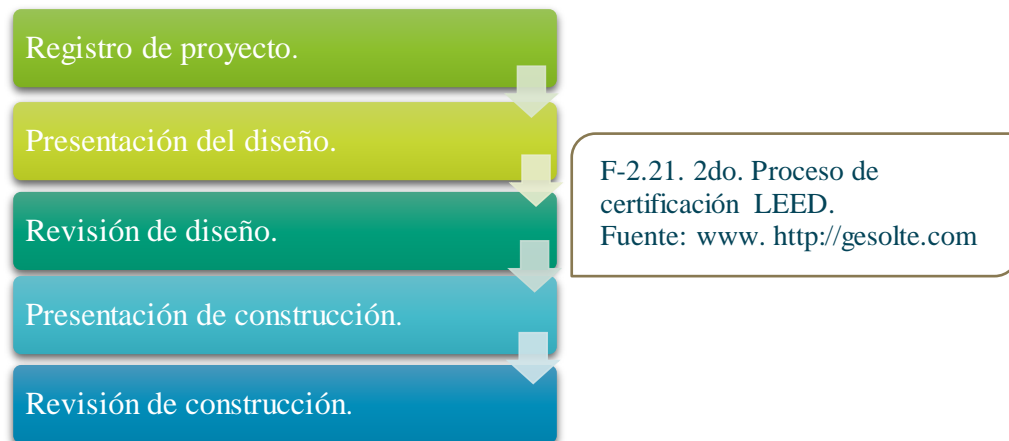 Registro de proyecto.
Presentación del diseño.
Revisión de diseño.
Presentación de construcción.
Revisión de construcción.
F-2.21. 2do. Proceso de
certificación LEED.
Fuente: www. http://gesolte.com